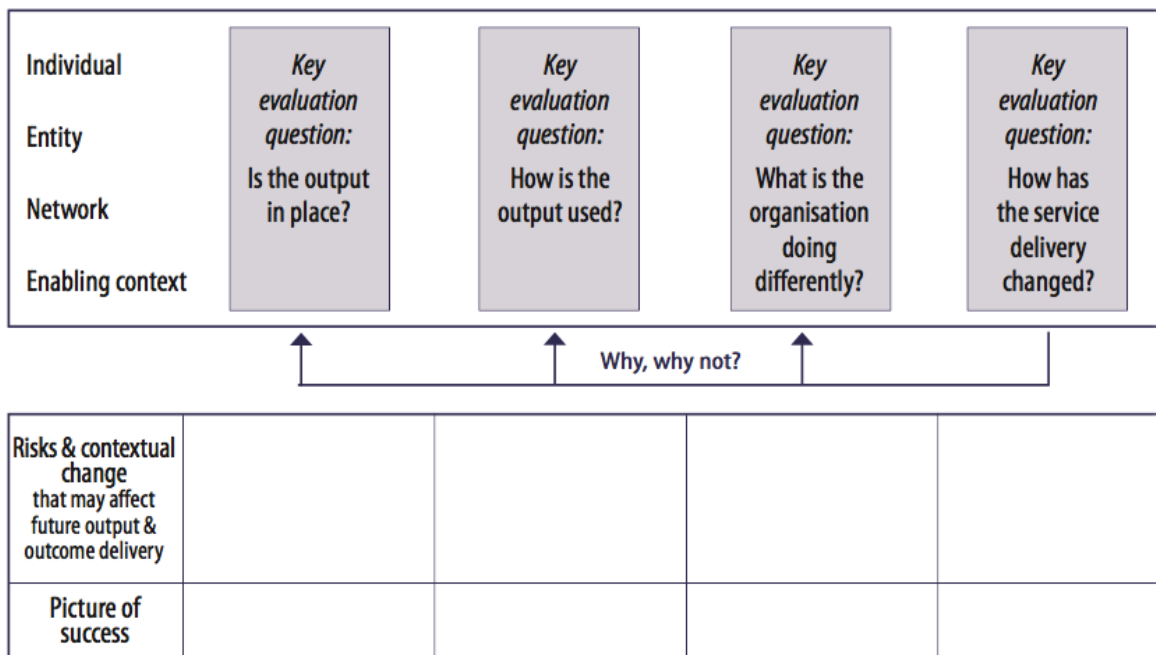 Individual
Entity
Network
Enabling context
Key
evaluation
question:
Is the output
in place?
Key
evaluation
question:
How is the
output used?
Key
evaluation
question:
What is the
organisation
doing
differently?
Key
evaluation
question:
How has
the service
delivery
changed?
Why, why not?
Risks & contextual
change
that may affect
future output &
outcome delivery
Picture of
success